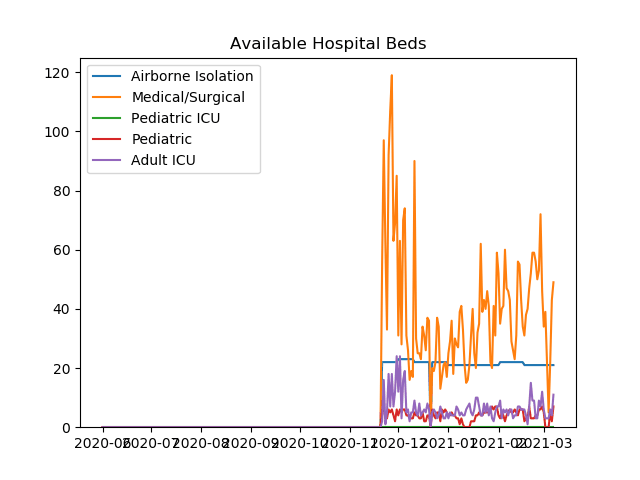 Available Hospital Beds
120
100
80
60
40
20
0
Airborne Isolation
Medical/Surgical
Pediatric ICU
Pediatric
Adult ICU
2020-06 2020-07 2020-08 2020-09 2020-10 2020-11 2020-12 2021-01 2021-02 2021-03